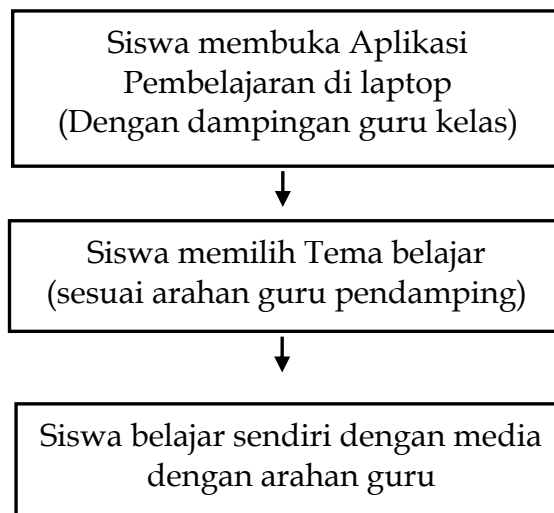 Siswa membuka Aplikasi
Pembelajaran di laptop
(Dengan dampingan guru kelas)
Siswa memilih Tema belajar
(sesuai arahan guru pendamping)
Siswa belajar sendiri dengan media
dengan arahan guru